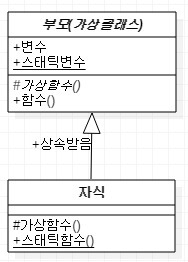 부모(가상클래스)
+변수
+스태틱변수
#가상함수()
+함수()
+상속받음
자식
#가상함수()
+스태틱함수()